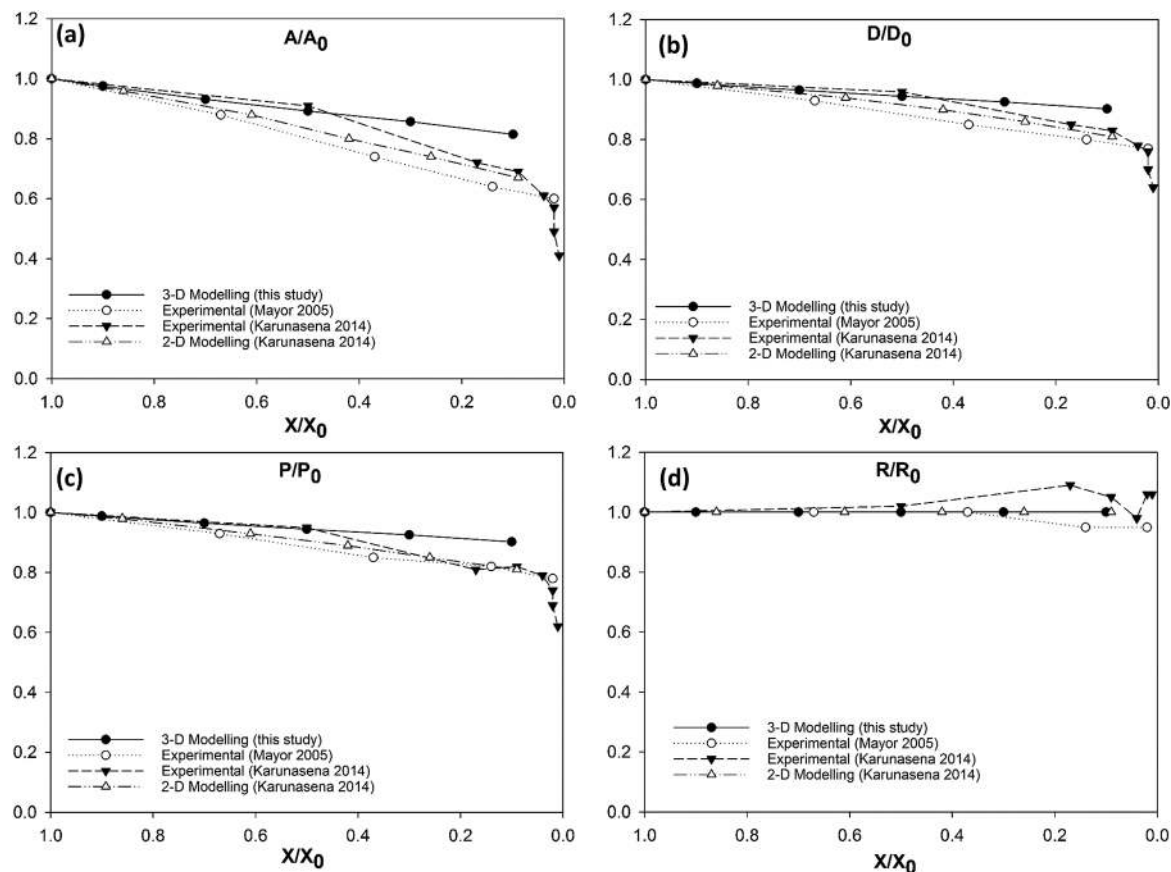 (a)
A/A0
1.2
1.0
0.8
0.6
0.4
0.2
0.0
3-D Modelling (this study)
Experimental (Mayor 2005)
Experimental (Karunasena 2014)
2-D Modelling (Karunasena 2014)
1.0 0.8 0.6 0.4 0.2 0.0
X/X0
(b)
D/D0
1.2
1.0
0.8
0.6
0.4
0.2
0.0
3-D Modelling (this study)
Experimental (Mayor 2005)
Experimental (Karunasena 2014)
2-D Modelling (Karunasena 2014)
1.0 0.8 0.6 0.4 0.2 0.0
X/X0
(c)
P/P0
1.2
1.0
0.8
0.6
0.4
0.2
0.0
3-D Modelling (this study)
Experimental (Mayor 2005)
Experimental (Karunasena 2014)
2-D Modelling (Karunasena 2014)
1.0 0.8 0.6 0.4 0.2 0.0
X/X0
(d)
R/R0
1.2
1.0
0.8
0.6
0.4
0.2
0.0
3-D Modelling (this study)
Experimental (Mayor 2005)
Experimental (Karunasena 2014)
2-D Modelling (Karunasena 2014)
1.0 0.8 0.6 0.4 0.2 0.0
X/X0